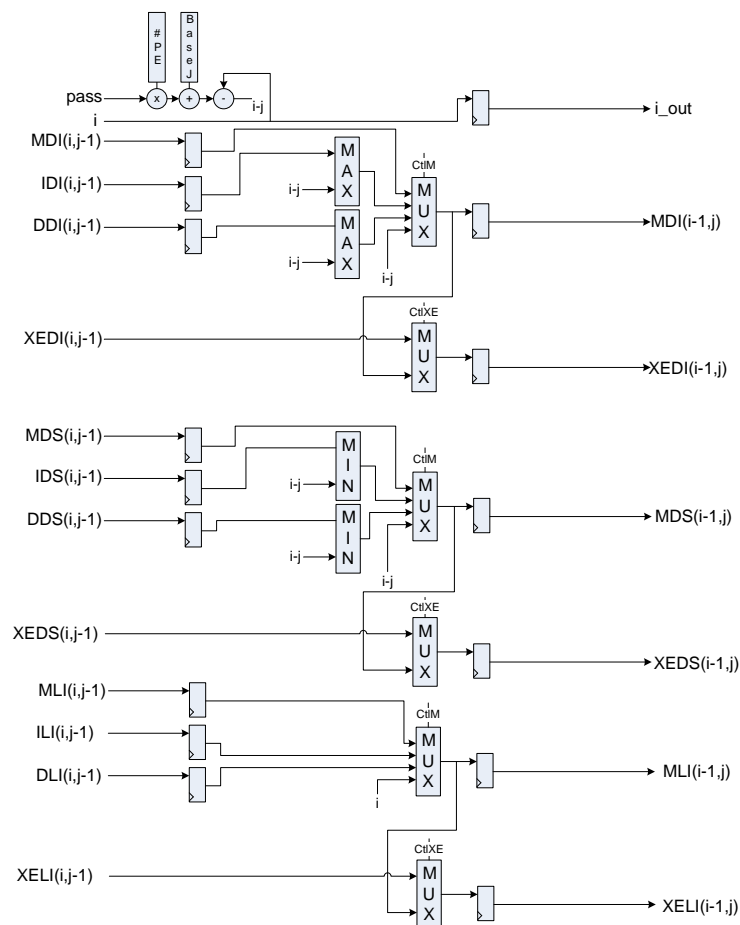 #PE
BaseJ
pass
x
+
-
i-j
i
i_out
MDI(i,j-1)
IDI(i,j-1)
DDI(i,j-1)
MAX
i-j
MAX
i-j
CtlM
MUX
i-j
MDI(i-1,j)
XEDI(i,j-1)
CtlXE
MUX
XEDI(i-1,j)
MDS(i,j-1)
IDS(i,j-1)
DDS(i,j-1)
MIN
i-j
MIN
i-j
CtlM
MUX
i-j
MDS(i-1,j)
XEDS(i,j-1)
CtlXE
MUX
XEDS(i-1,j)
MLI(i,j-1)
ILI(i,j-1)
DLI(i,j-1)
CtlM
MUX
i
MLI(i-1,j)
XELI(i,j-1)
CtlXE
MUX
XELI(i-1,j)